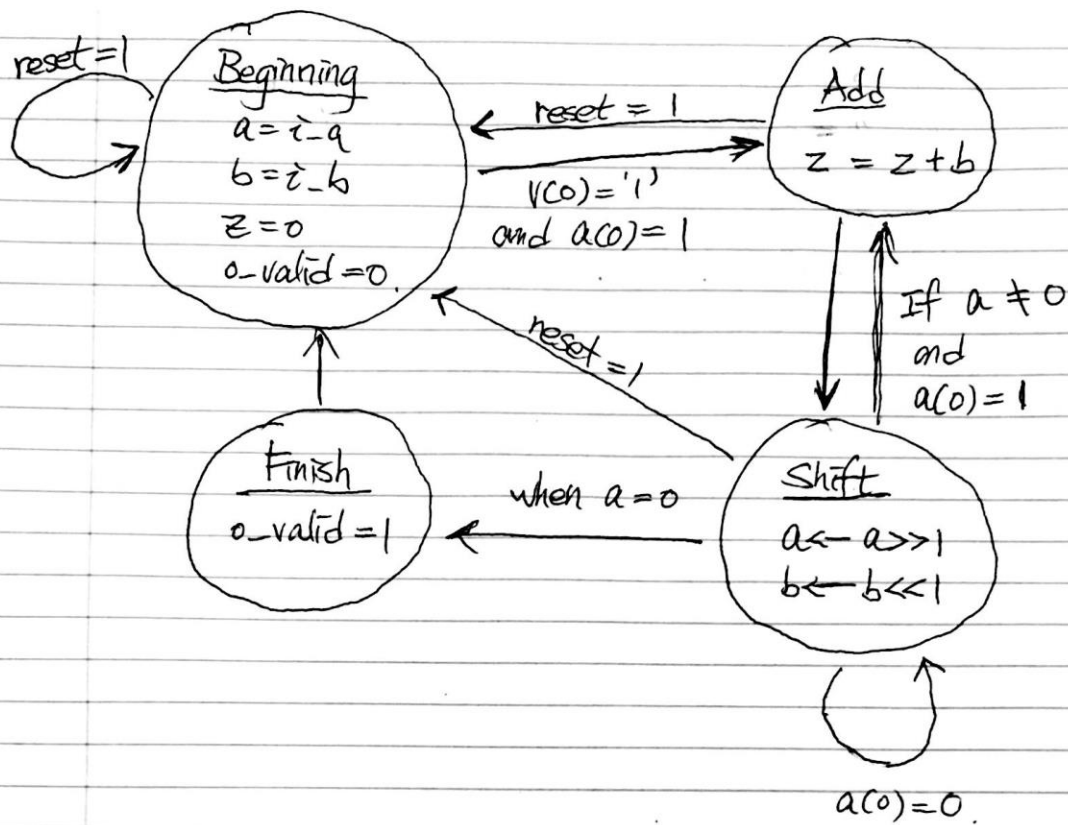 reset=1
Beginning
a=i_a
b=i_b
z=0
o_valid=0.
reset = 1
V(0)='1'
and a(0)=1
Add
z = z+b
If a ≠ 0
and
a(0)=1
reset=1
Finish
o_valid=1
when a=0
Shift
a← a>>1
b← b<<1
a(0)=0.